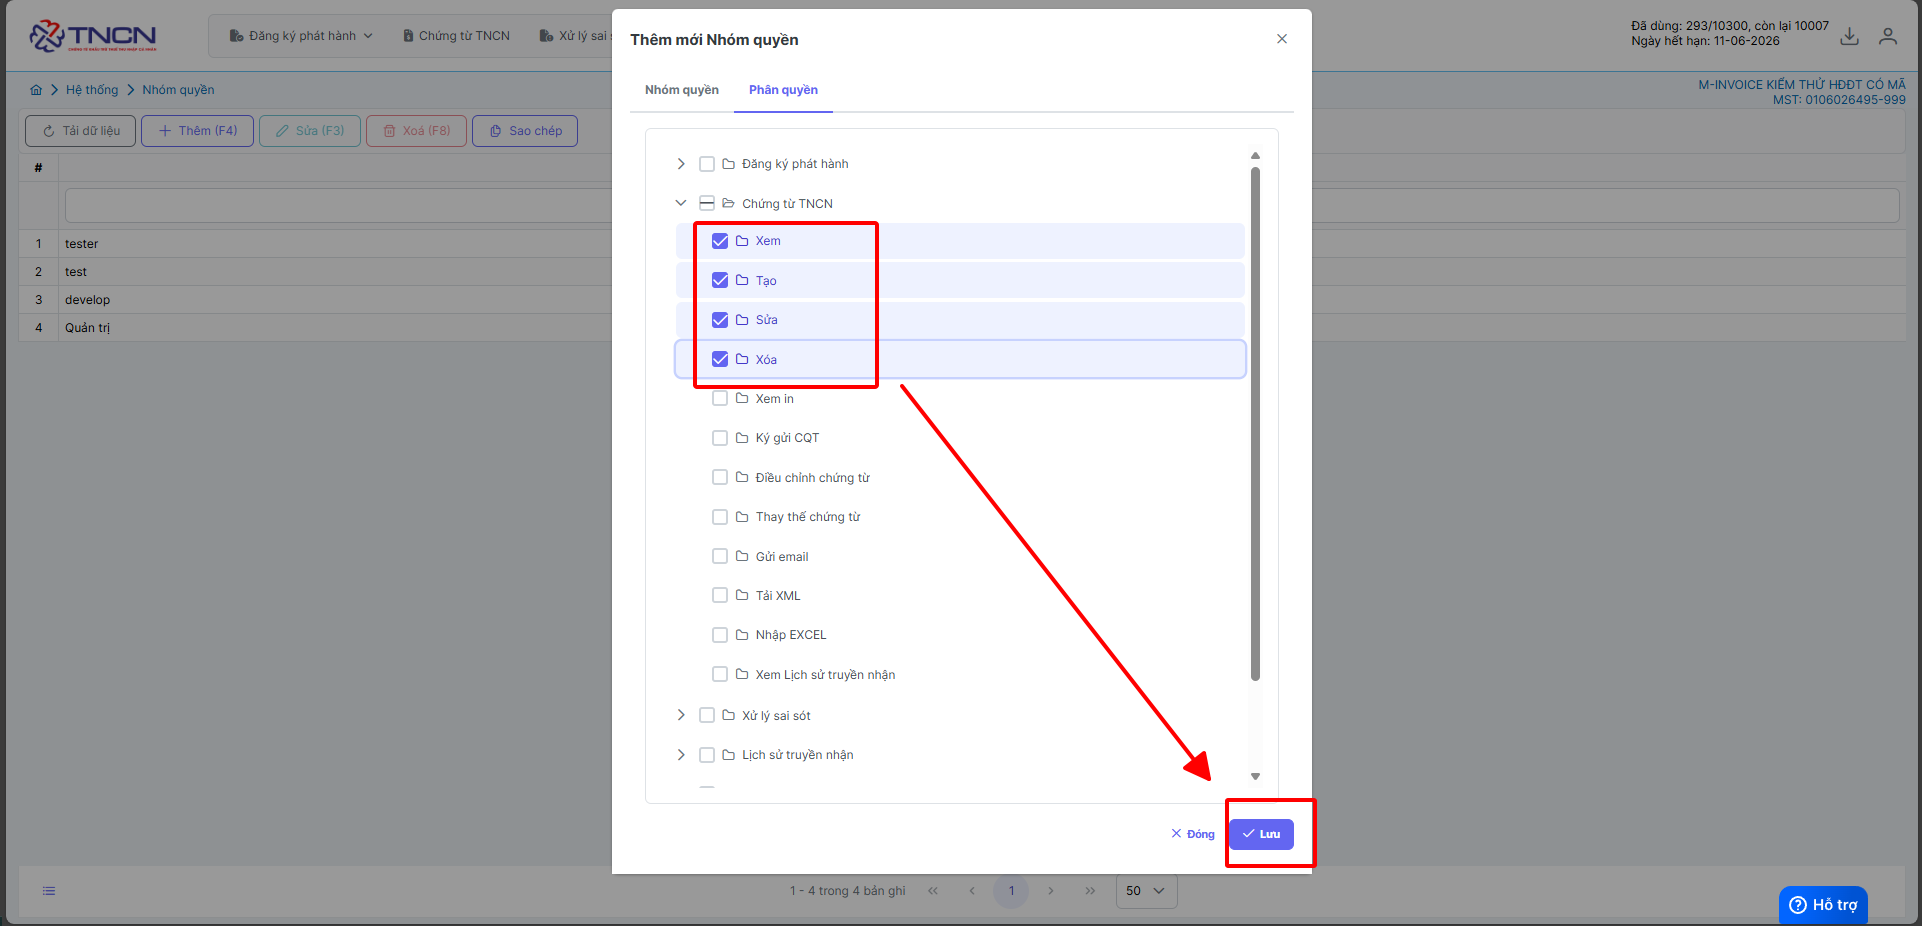 TNCN
Đăng ký phát hành
Chứng từ TNCN
Xử lý sai
Đã dùng: 293/10300, còn lại 10007
Ngày hết hạn: 11-06-2026
Hệ thống
Nhóm quyền
M-INVOICE KIỂM THỬ HĐĐT CÓ MÃ
MST: 0106026495-999
Tải dữ liệu
Thêm (F4)
Sửa (F3)
Xoá (F8)
Sao chép
#
1 tester
2 test
3 develop
4 Quản trị
Thêm mới Nhóm quyền
Nhóm quyền
Phân quyền
Đăng ký phát hành
Chứng từ TNCN
Xem
Tạo
Sửa
Xóa
Xem in
Ký gửi CQT
Điều chỉnh chứng từ
Thay thế chứng từ
Gửi email
Tải XML
Nhập EXCEL
Xem Lịch sử truyền nhận
Xử lý sai sót
Lịch sử truyền nhận
Đóng
Lưu
1 - 4 trong 4 bản ghi
1
50
Hỗ trợ